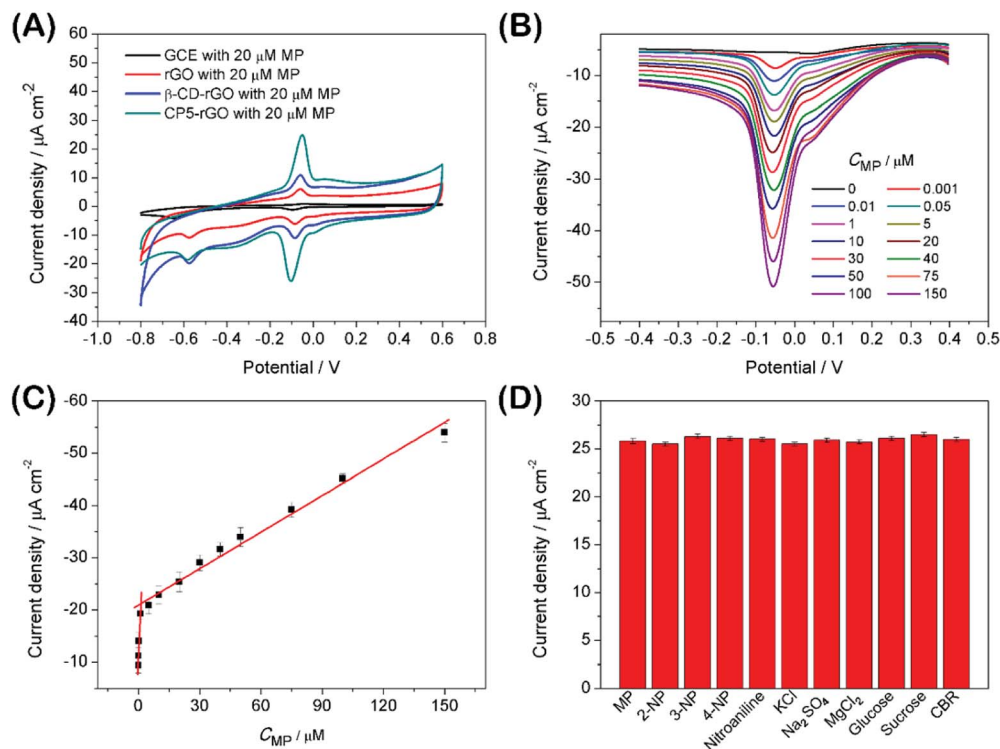 (A)
GCE with 20 μM MP
rGO with 20 μM MP
β-CD-rGO with 20 μM MP
CP5-rGO with 20 μM MP
Current density / μA cm⁻²
60
50
40
30
20
10
0
-10
-20
-30
-40
-1.0 -0.8 -0.6 -0.4 -0.2 0.0 0.2 0.4 0.6 0.8
Potential / V
(B)
Current density / μA cm⁻²
-10
-20
-30
-40
-50
C_MP / μM
0 0.001
0.01 0.05
1 5
10 20
30 40
50 75
100 150
-0.5 -0.4 -0.3 -0.2 -0.1 0.0 0.1 0.2 0.3 0.4 0.5
Potential / V
(C)
Current density / μA cm⁻²
-60
-50
-40
-30
-20
-10
0 30 60 90 120 150
C_MP / μM
(D)
Current density / μA cm⁻²
30
25
20
15
10
5
0
MP 2-NP 3-NP 4-NP Nitroaniline KCl Na₂SO₄ MgCl₂ Glucose Sucrose CBR